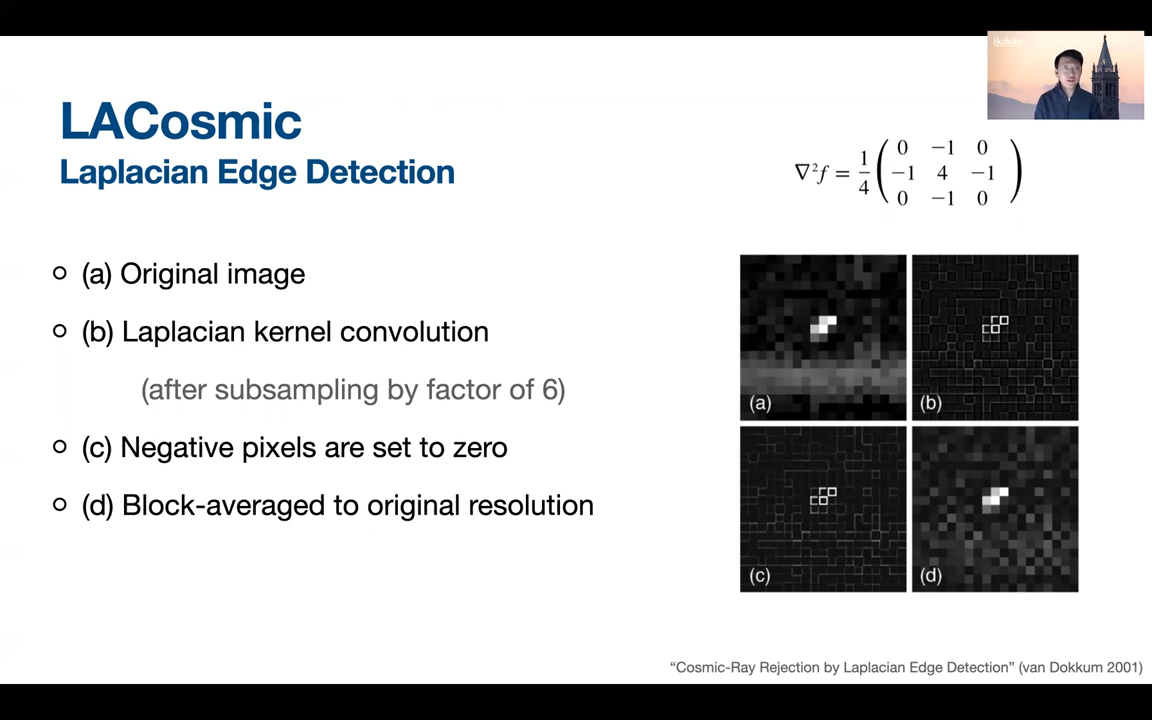 Berkeley
LACosmic
Laplacian Edge Detection
∇²f = 1/4 ( 0 −1 0
−1 4 −1
0 −1 0 )
(a) Original image
(b) Laplacian kernel convolution
(after subsampling by factor of 6)
(c) Negative pixels are set to zero
(d) Block-averaged to original resolution
(a) (b)
(c) (d)
“Cosmic-Ray Rejection by Laplacian Edge Detection” (van Dokkum 2001)